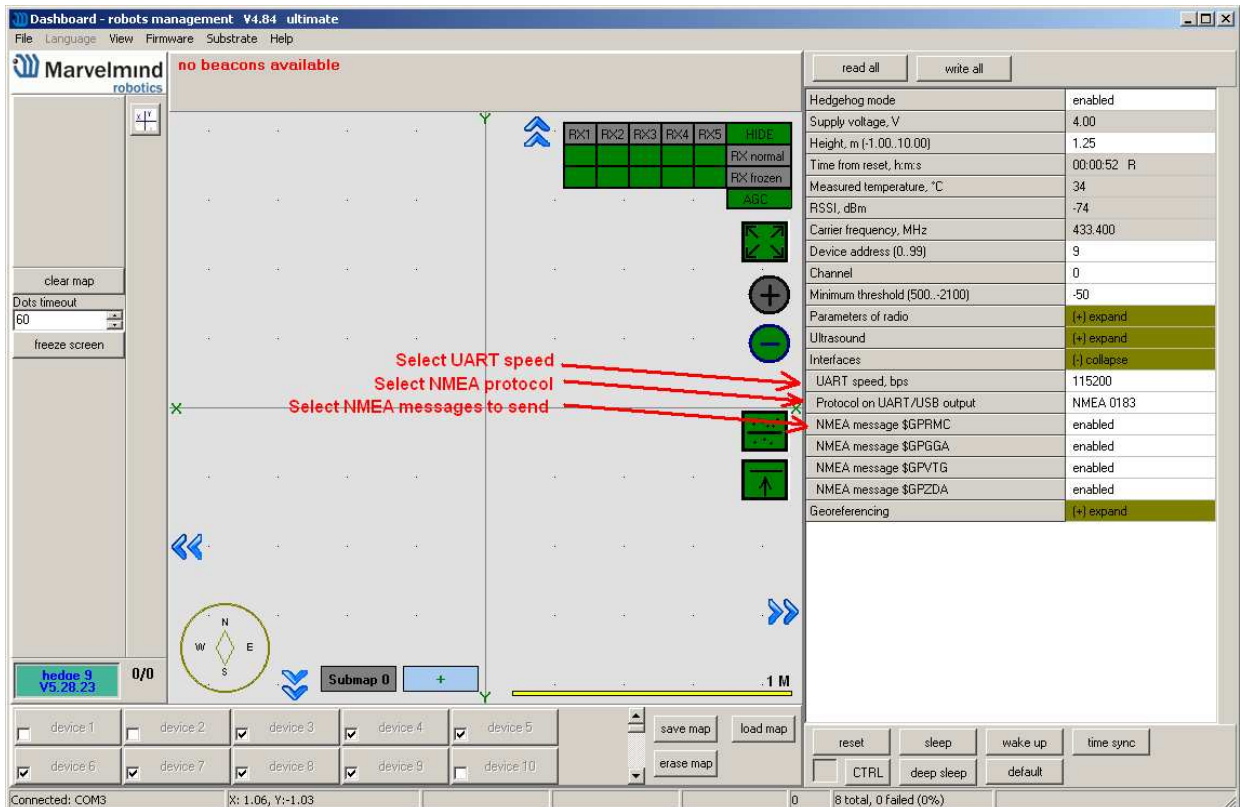 Dashboard - robots management V4.84 ultimate
File Language View Firmware Substrate Help
Marvelmind
robotics
no beacons available
read all write all
Hedgehog mode enabled
Supply voltage, V 4.00
Height, m (-1.00..10.00) 1.25
Time from reset, h:m:s 00:00:52 R
Measured temperature, °C 34
RSSI, dBm -74
Carrier frequency, MHz 433.400
Device address (0..99) 9
Channel 0
Minimum threshold (500..-2100) -50
Parameters of radio (+) expand
Ultrasound (+) expand
Interfaces (-) collapse
UART speed, bps 115200
Protocol on UART/USB output NMEA 0183
NMEA message $GPRMC enabled
NMEA message $GPGGA enabled
NMEA message $GPVTG enabled
NMEA message $GPZDA enabled
Georeferencing (+) expand
X Y
Y
RX1 RX2 RX3 RX4 RX5 HIDE
RX normal
RX frozen
AGC
clear map
Dots timeout
60
freeze screen
Select UART speed
Select NMEA protocol
Select NMEA messages to send
X X
N
W E
S
hedge 9
V5.28.23
0/0
Submap 0 +
Y
1 M
device 1 device 2 device 3 device 4 device 5
device 6 device 7 device 8 device 9 device 10
save map load map
erase map
reset sleep wake up time sync
CTRL deep sleep default
Connected: COM3 X: 1.06, Y:-1.03 0 8 total, 0 failed (0%)